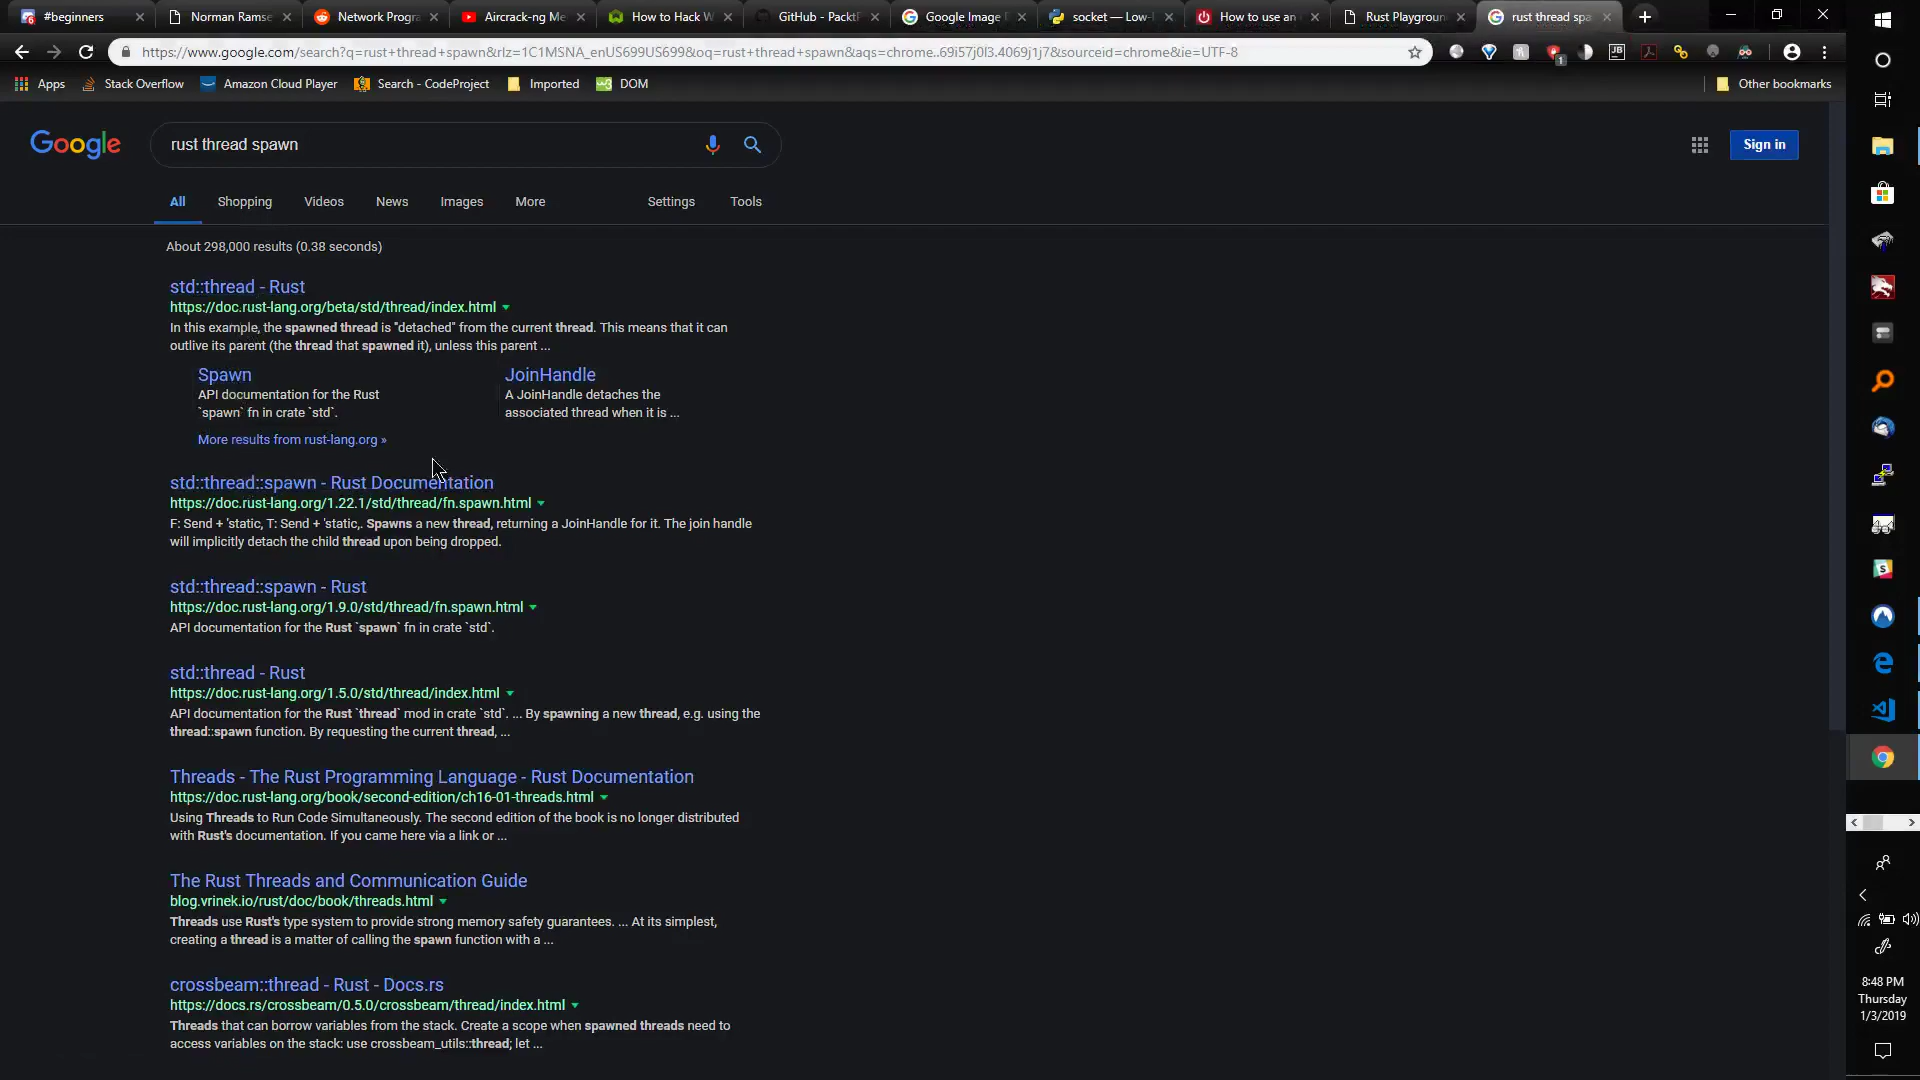 #beginners
Norman Ramse
Network Progra
Aircrack-ng Me
How to Hack W
GitHub - PacktP
Google Image
socket — Low-l
How to use an
Rust Playground
rust thread spa
https://www.google.com/search?q=rust+thread+spawn&rlz=1C1MSNA_enUS699US699&oq=rust+thread+spawn&aqs=chrome..69i57j0l3.4069j1j7&sourceid=chrome&ie=UTF-8
1
JB
Apps
Stack Overflow
Amazon Cloud Player
Search - CodeProject
Imported
DOM
Other bookmarks
Google
rust thread spawn
Sign in
All
Shopping
Videos
News
Images
More
Settings
Tools
About 298,000 results (0.38 seconds)
std::thread - Rust
https://doc.rust-lang.org/beta/std/thread/index.html
In this example, the spawned thread is "detached" from the current thread. This means that it can
outlive its parent (the thread that spawned it), unless this parent ...
Spawn
API documentation for the Rust
`spawn` fn in crate `std`.
JoinHandle
A JoinHandle detaches the
associated thread when it is ...
More results from rust-lang.org »
std::thread::spawn - Rust Documentation
https://doc.rust-lang.org/1.22.1/std/thread/fn.spawn.html
F: Send + 'static, T: Send + 'static,. Spawns a new thread, returning a JoinHandle for it. The join handle
will implicitly detach the child thread upon being dropped.
std::thread::spawn - Rust
https://doc.rust-lang.org/1.9.0/std/thread/fn.spawn.html
API documentation for the Rust `spawn` fn in crate `std`.
std::thread - Rust
https://doc.rust-lang.org/1.5.0/std/thread/index.html
API documentation for the Rust `thread` mod in crate `std`. ... By spawning a new thread, e.g. using the
thread::spawn function. By requesting the current thread, ...
Threads - The Rust Programming Language - Rust Documentation
https://doc.rust-lang.org/book/second-edition/ch16-01-threads.html
Using Threads to Run Code Simultaneously. The second edition of the book is no longer distributed
with Rust's documentation. If you came here via a link or ...
The Rust Threads and Communication Guide
blog.vrinek.io/rust/doc/book/threads.html
Threads use Rust's type system to provide strong memory safety guarantees. ... At its simplest,
creating a thread is a matter of calling the spawn function with a ...
crossbeam::thread - Rust - Docs.rs
https://docs.rs/crossbeam/0.5.0/crossbeam/thread/index.html
Threads that can borrow variables from the stack. Create a scope when spawned threads need to
access variables on the stack: use crossbeam_utils::thread; let ...
8:48 PM
Thursday
1/3/2019